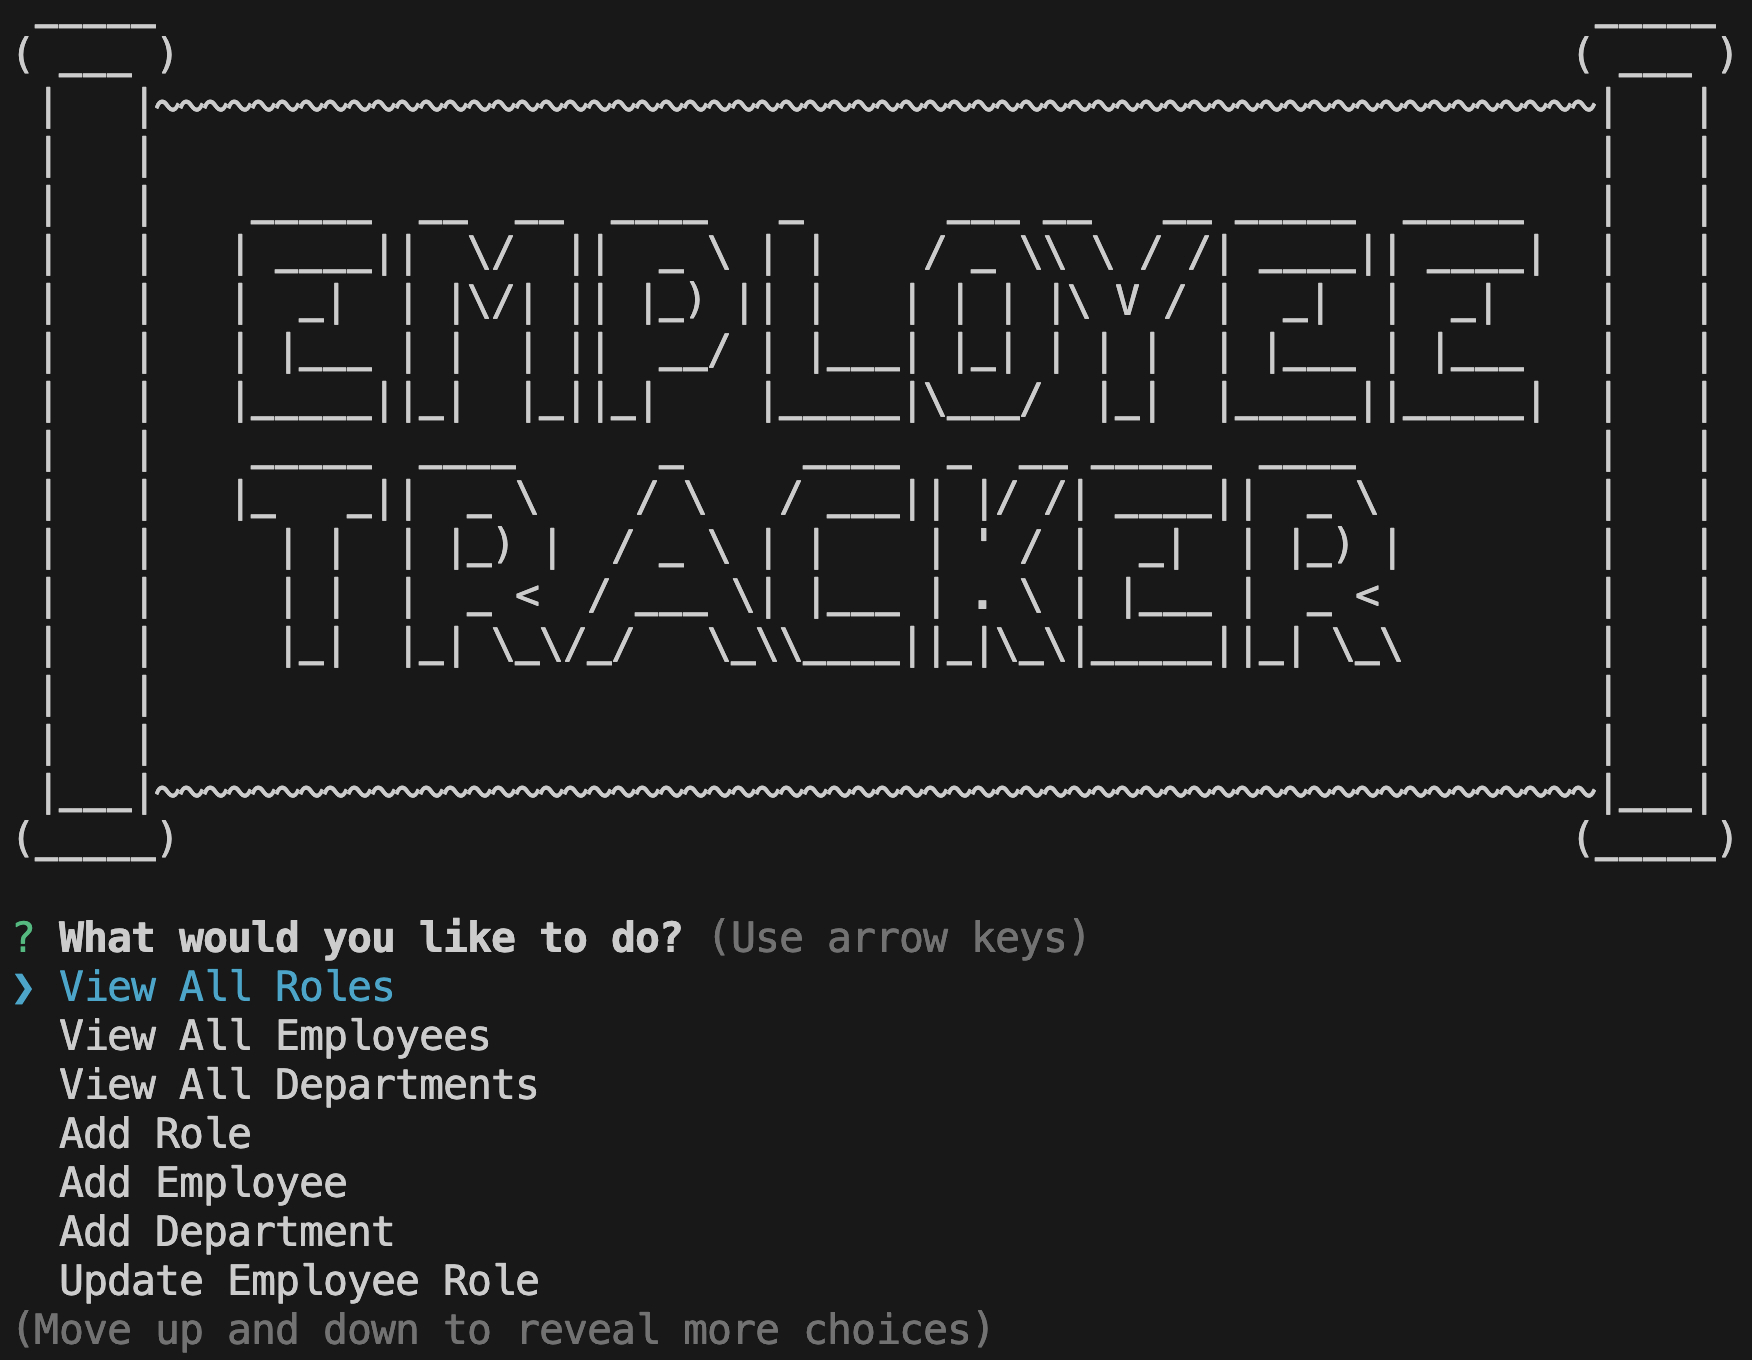 EMPLOYEE
TRACKER
? What would you like to do? (Use arrow keys)
❯ View All Roles
View All Employees
View All Departments
Add Role
Add Employee
Add Department
Update Employee Role
(Move up and down to reveal more choices)